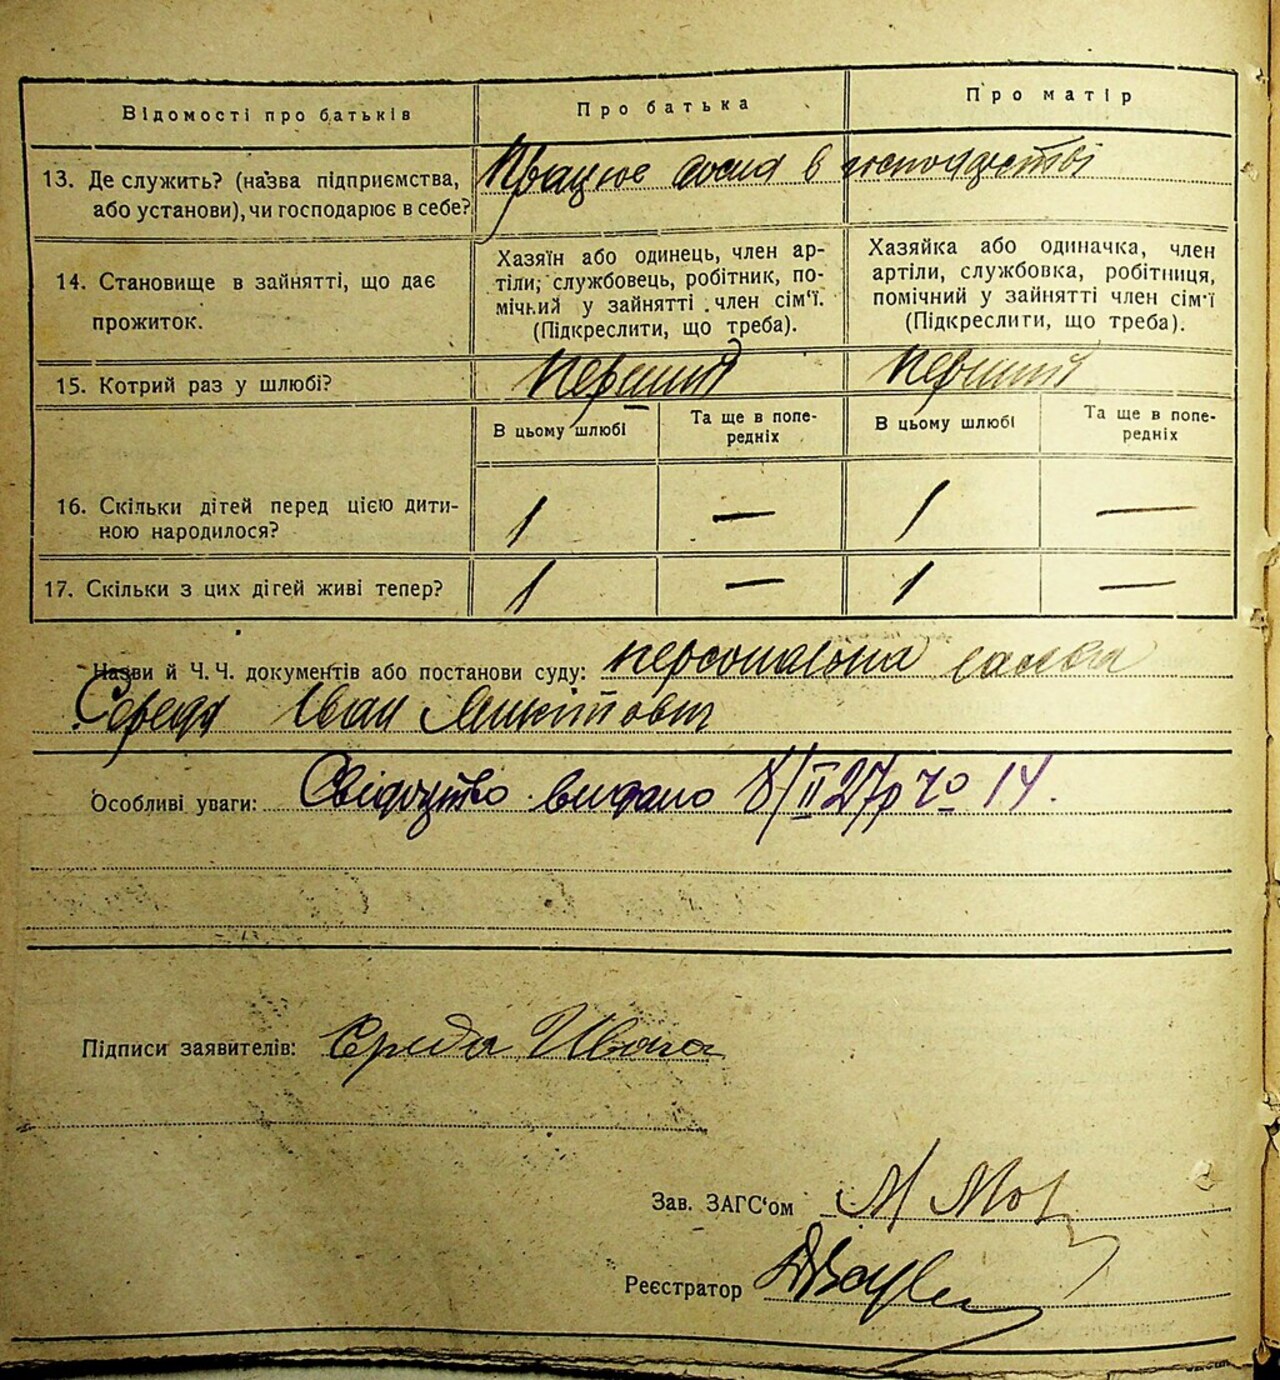 Відомості про батьків
Про батька
Про матір
13. Де служить? (назва підприємства,
або установи), чи господарює в себе?
Працює в господарстві
14. Становище в зайнятті, що дає
прожиток.
Хазяїн або одинець, член ар-
тіли, службовець, робітник, по-
мічний у зайнятті член сім'ї.
(Підкреслити, що треба).
Хазяйка або одиначка, член
артіли, службовка, робітниця,
помічний у зайнятті член сім'ї
(Підкреслити, що треба).
15. Котрий раз у шлюбі?
перший
перший
В цьому шлюбі
Та ще в попе-
редніх
В цьому шлюбі
Та ще в попе-
редніх
16. Скільки дітей перед цією дити-
ною народилося?
1 — 1 —
17. Скільки з цих дітей живі тепер?
1 — 1 —
Назви й Ч. Ч. документів або постанови суду: персональна заява
Середа Іван Микитович
Особливі уваги: Свідоцтво видано 8/II 27р чо 14.
Підписи заявителів: Середа Ивана
Зав. ЗАГС'ом
Реєстратор